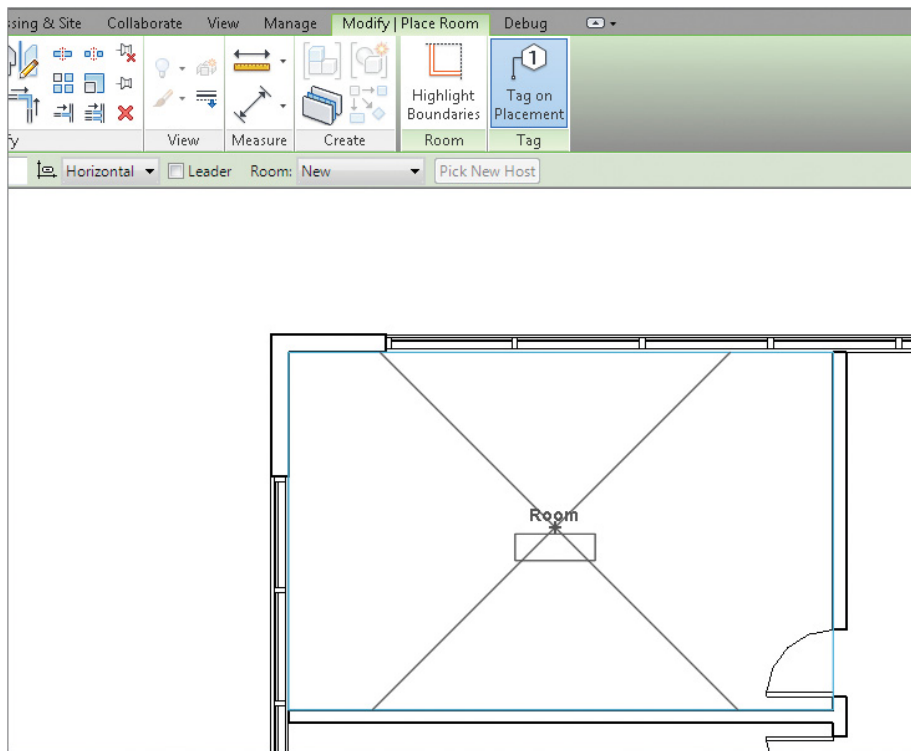 ssing & Site Collaborate View Manage Modify | Place Room Debug
1
Highlight Tag on
Boundaries Placement
fy View Measure Create Room Tag
Horizontal Leader Room: New Pick New Host
Room